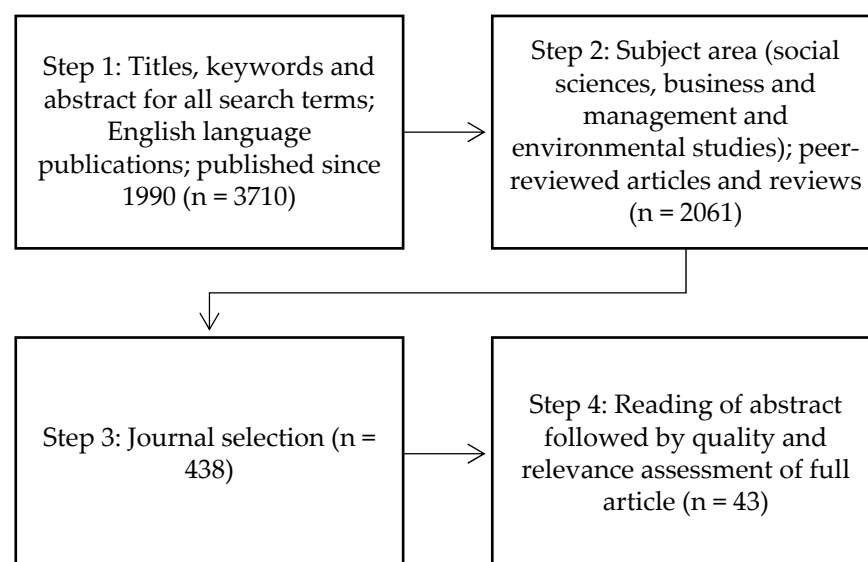 Step 1: Titles, keywords and
abstract for all search terms;
English language
publications; published since
1990 (n = 3710)
Step 2: Subject area (social
sciences, business and
management and
environmental studies); peer-
reviewed articles and reviews
(n = 2061)
Step 3: Journal selection (n =
438)
Step 4: Reading of abstract
followed by quality and
relevance assessment of full
article (n = 43)